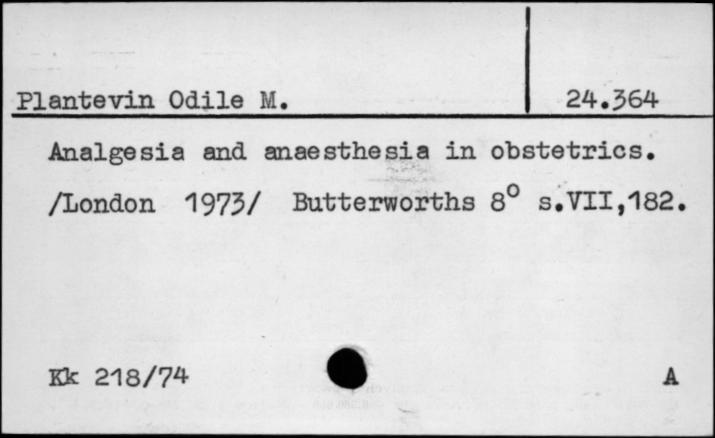 Plantevin Odile M. 24.364
Analgesia and anaesthesia in obstetrics.
/London 1973/ Butterworths 8° s.VII,182.
Kk 218/74 A